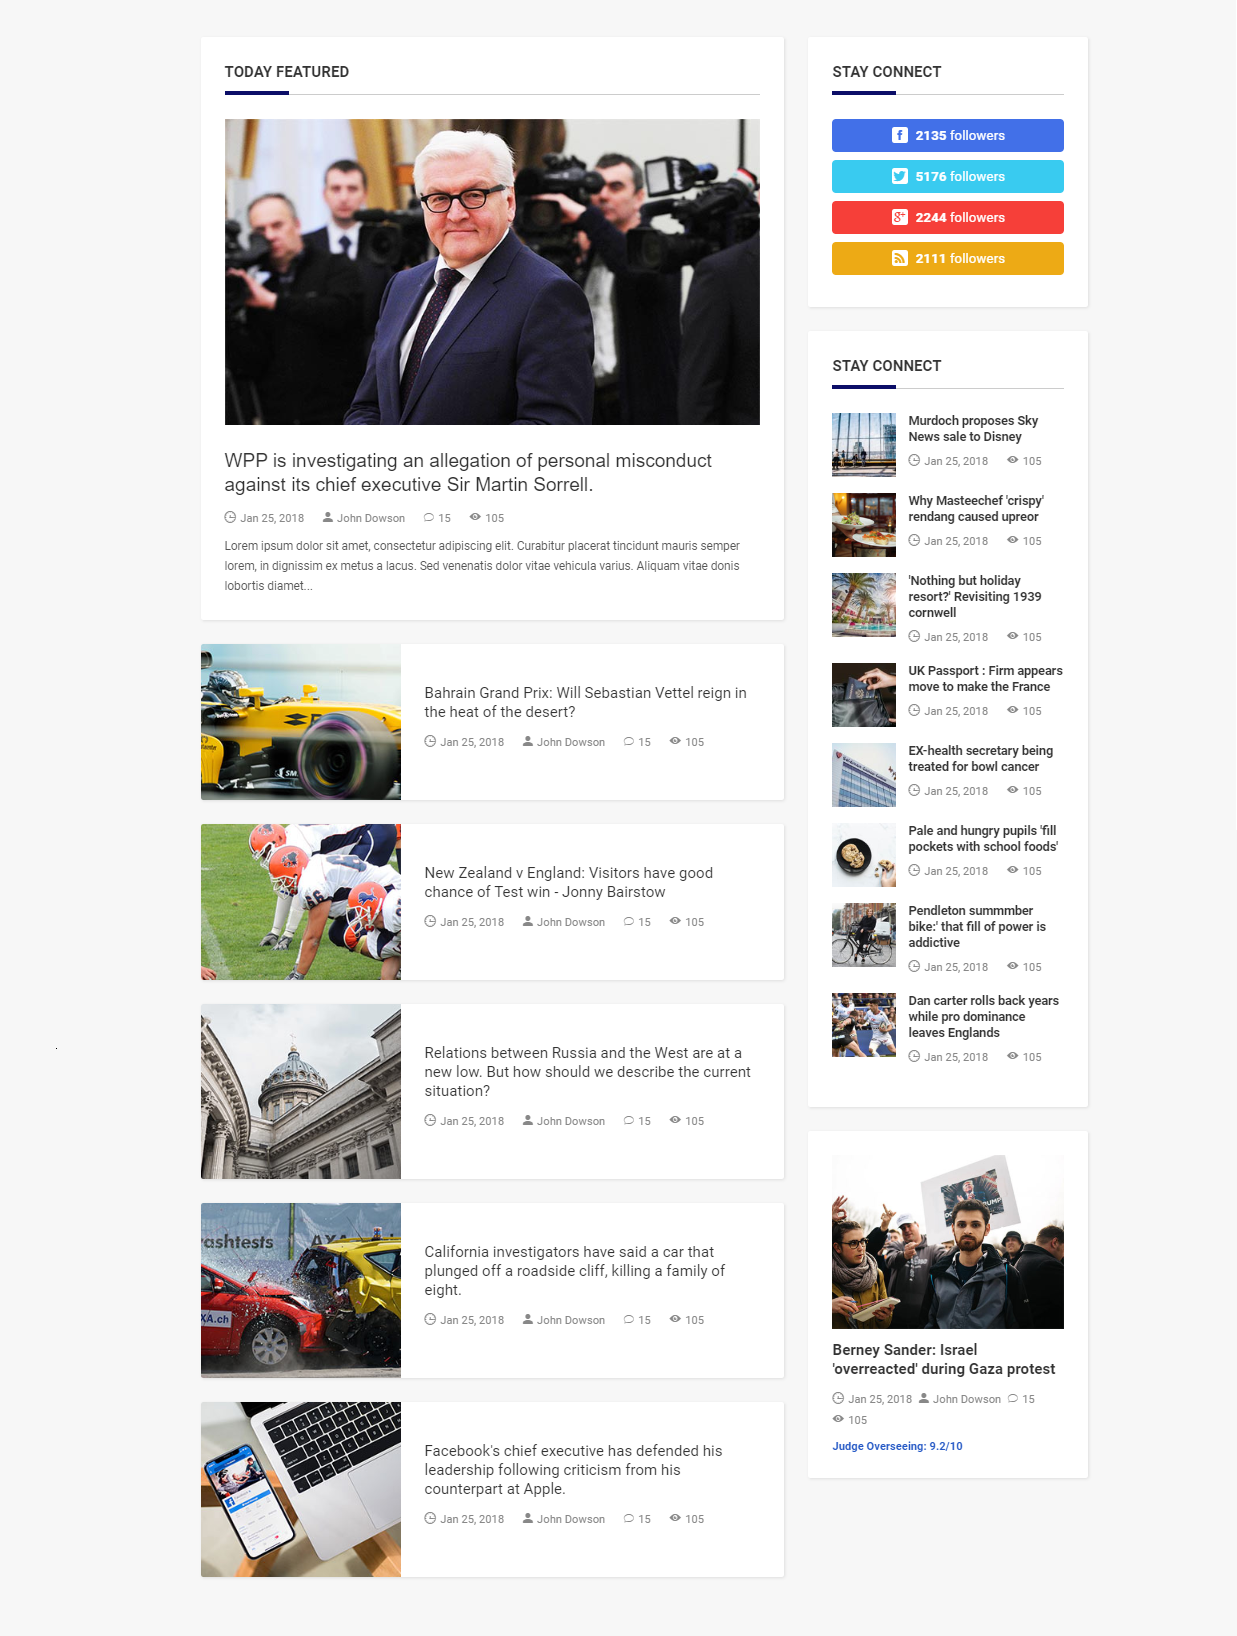 TODAY FEATURED
WPP is investigating an allegation of personal misconduct
against its chief executive Sir Martin Sorrell.
Jan 25, 2018 John Dowson 15 105
Lorem ipsum dolor sit amet, consectetur adipiscing elit. Curabitur placerat tincidunt mauris semper
lorem, in dignissim ex metus a lacus. Sed venenatis dolor vitae vehicula varius. Aliquam vitae donis
lobortis diamet...
Bahrain Grand Prix: Will Sebastian Vettel reign in
the heat of the desert?
Jan 25, 2018 John Dowson 15 105
New Zealand v England: Visitors have good
chance of Test win - Jonny Bairstow
Jan 25, 2018 John Dowson 15 105
Relations between Russia and the West are at a
new low. But how should we describe the current
situation?
Jan 25, 2018 John Dowson 15 105
ashtests AXA
XA.ch
California investigators have said a car that
plunged off a roadside cliff, killing a family of
eight.
Jan 25, 2018 John Dowson 15 105
Facebook's chief executive has defended his
leadership following criticism from his
counterpart at Apple.
Jan 25, 2018 John Dowson 15 105
STAY CONNECT
2135 followers
5176 followers
2244 followers
2111 followers
STAY CONNECT
Murdoch proposes Sky
News sale to Disney
Jan 25, 2018 105
Why Masteechef 'crispy'
rendang caused upreor
Jan 25, 2018 105
'Nothing but holiday
resort?' Revisiting 1939
cornwell
Jan 25, 2018 105
UK Passport : Firm appears
move to make the France
Jan 25, 2018 105
EX-health secretary being
treated for bowl cancer
Jan 25, 2018 105
Pale and hungry pupils 'fill
pockets with school foods'
Jan 25, 2018 105
Pendleton summmber
bike:' that fill of power is
addictive
Jan 25, 2018 105
Dan carter rolls back years
while pro dominance
leaves Englands
Jan 25, 2018 105
Berney Sander: Israel
'overreacted' during Gaza protest
Jan 25, 2018 John Dowson 15
105
Judge Overseeing: 9.2/10